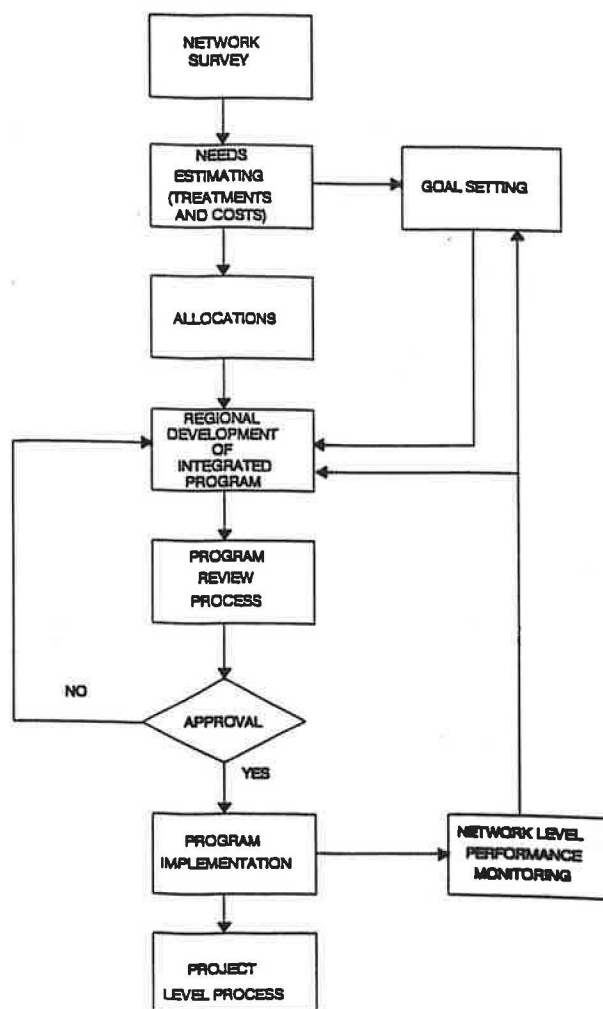 NETWORK
SURVEY
NEEDS
ESTIMATING
(TREATMENTS
AND COSTS)
GOAL SETTING
ALLOCATIONS
REGIONAL
DEVELOPMENT
OF
INTEGRATED
PROGRAM
PROGRAM
REVIEW
PROCESS
NO
APPROVAL
YES
PROGRAM
IMPLEMENTATION
NETWORK LEVEL
PERFORMANCE
MONITORING
PROJECT
LEVEL PROCESS